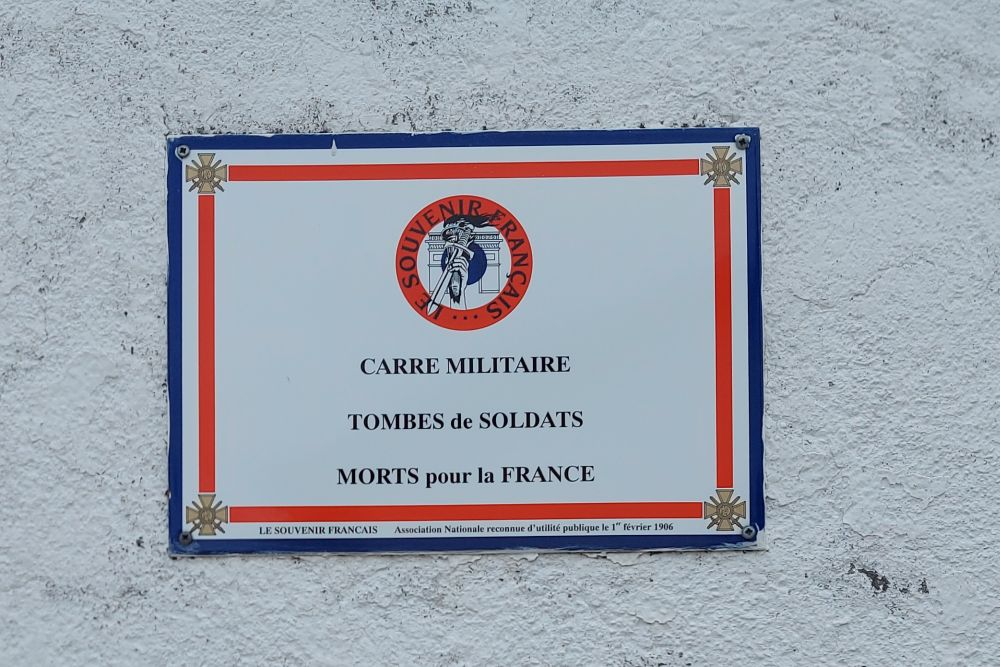 LE SOUVENIR FRANÇAIS ...
CARRE MILITAIRE
TOMBES de SOLDATS
MORTS pour la FRANCE
LE SOUVENIR FRANCAIS Association Nationale reconnue d'utilité publique le 1er février 1906